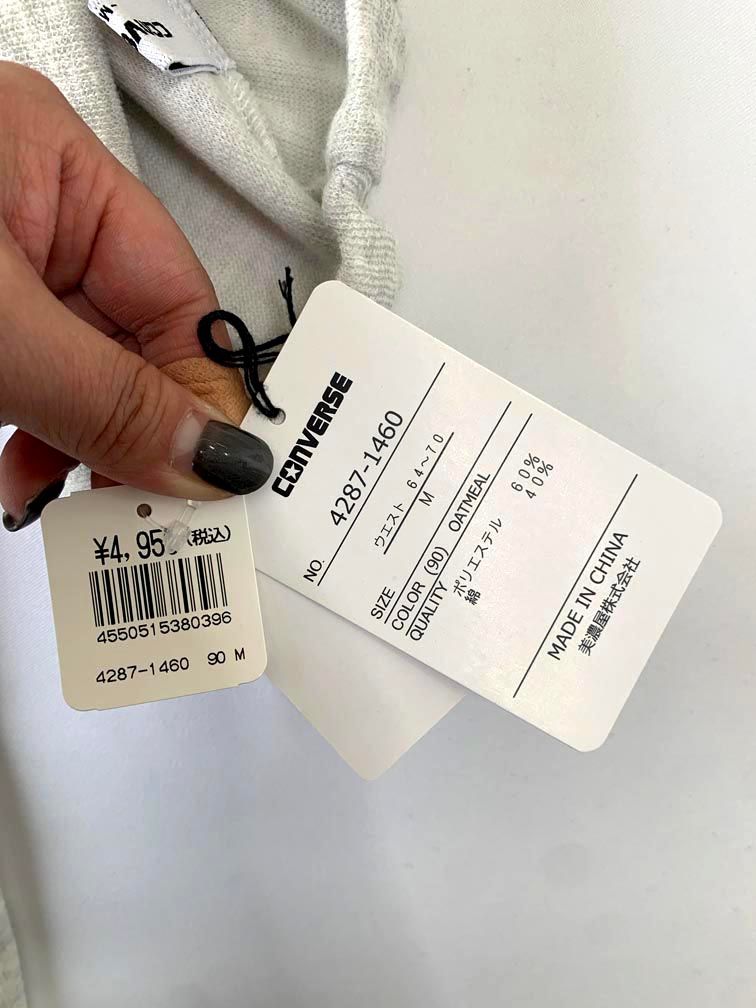 CONVERSE
NO. 4287-1460
ウエスト 64～70
SIZE M
COLOR (90) OATMEAL
QUALITY ポリエステル 60%
綿 40%
MADE IN CHINA
美濃屋株式会社
(税込)
4550515380396
4287-1460 90 M